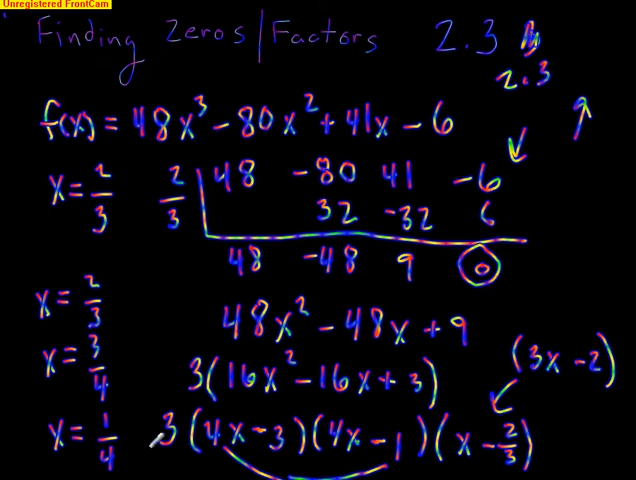 Unregistered FrontCam
Finding Zeros/Factors 2.3
2.3
f(x) = 48x³ - 80x² + 41x - 6
x = 2/3 2/3 | 48 -80 41 -6
32 -32 6
48 -48 9 0
x = 2/3 48x² - 48x + 9
x = 3/4 3(16x² - 16x + 3) (3x - 2)
x = 1/4 3(4x - 3)(4x - 1)(x - 2/3)